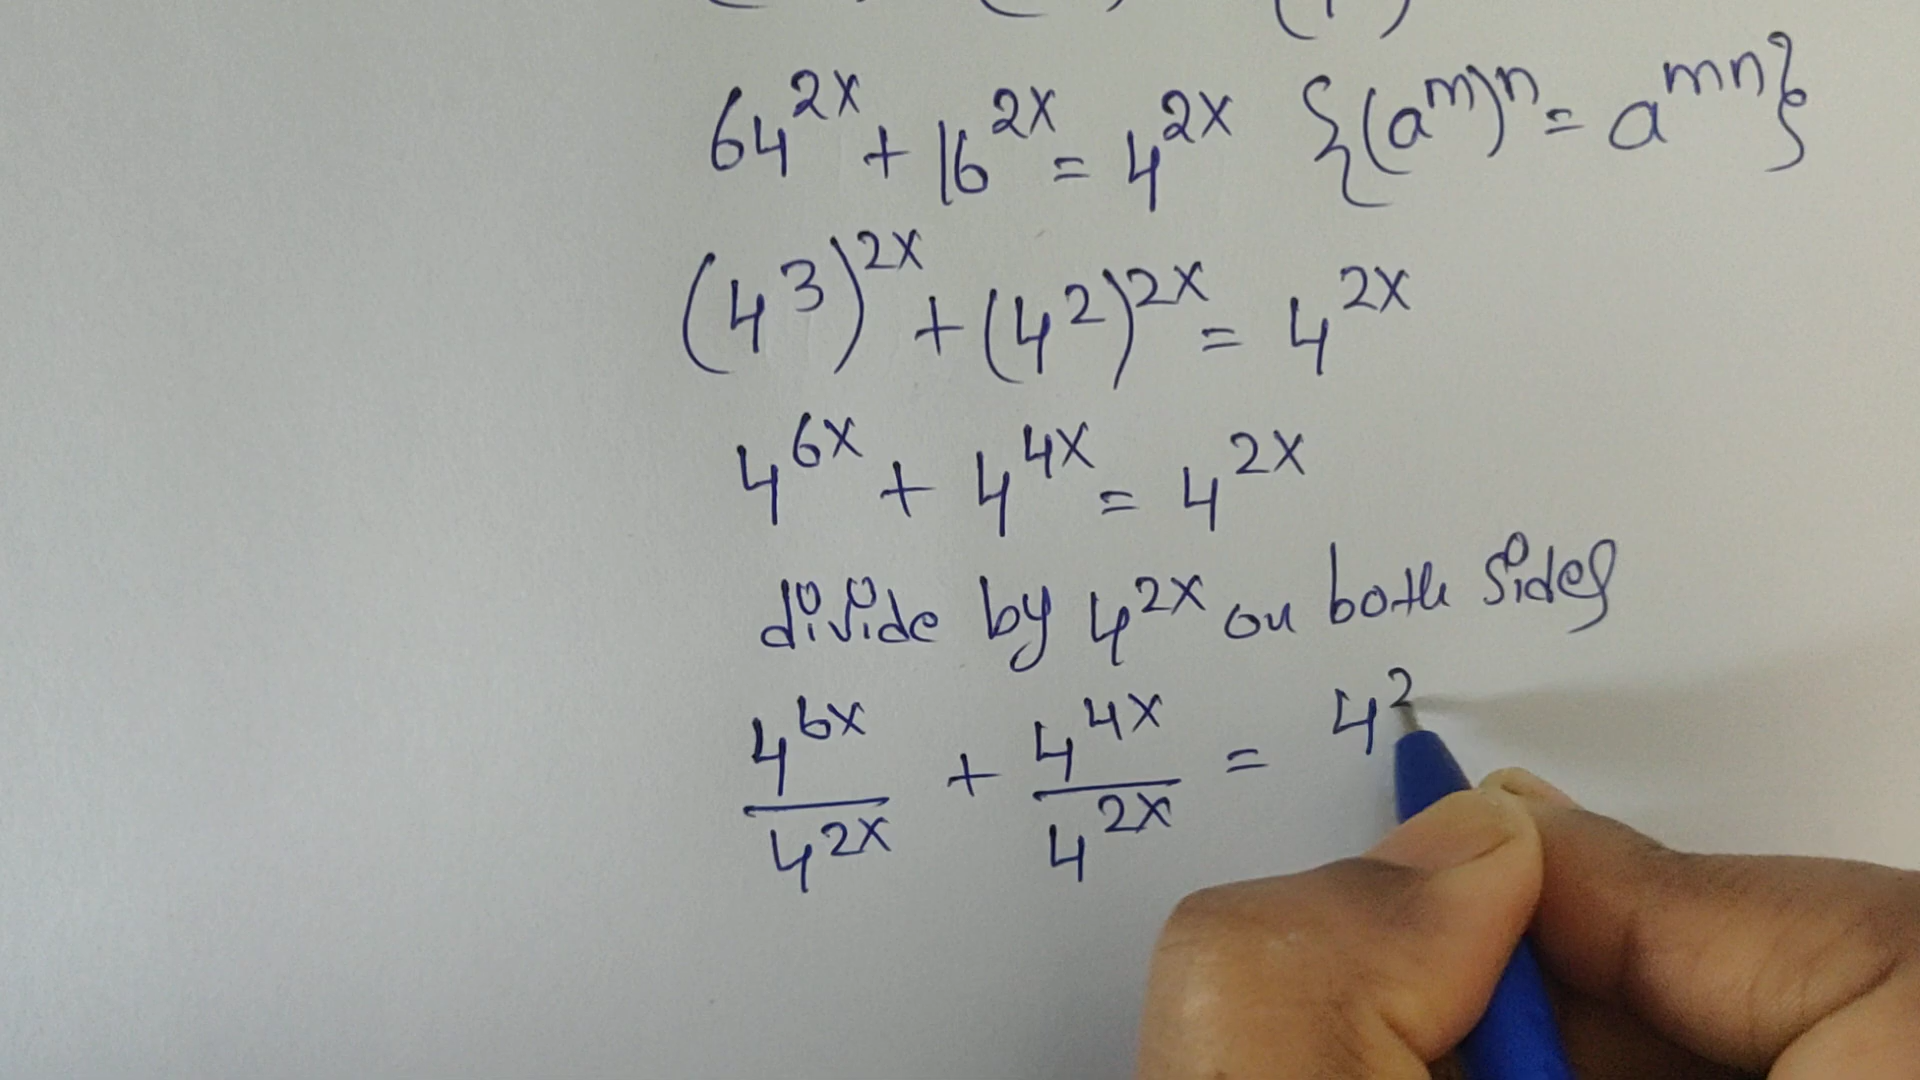 64^2x + 16^2x = 4^2x {(a^m)^n = a^mn}
(4^3)^2x + (4^2)^2x = 4^2x
4^6x + 4^4x = 4^2x
divide by 4^2x on both sides
4^6x/4^2x + 4^4x/4^2x = 4^2